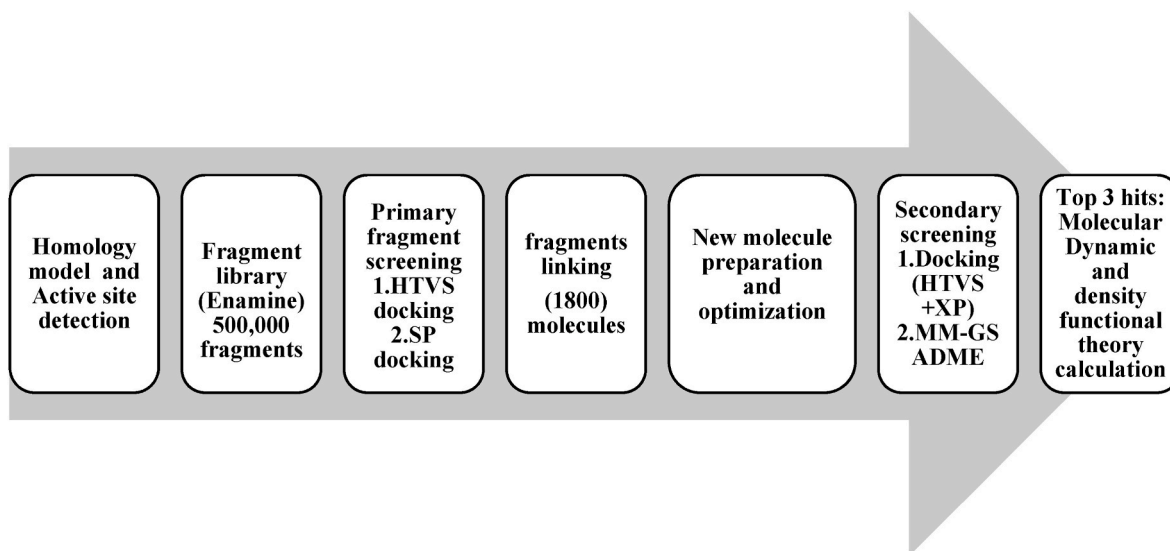 Homology
model and
Active site
detection
Fragment
library
(Enamine)
500,000
fragments
Primary
fragment
screening
1.HTVS
docking
2.SP
docking
fragments
linking
(1800)
molecules
New molecule
preparation
and
optimization
Secondary
screening
1.Docking
(HTVS
+XP)
2.MM-GS
ADME
Top 3 hits:
Molecular
Dynamic
and
density
functional
theory
calculation